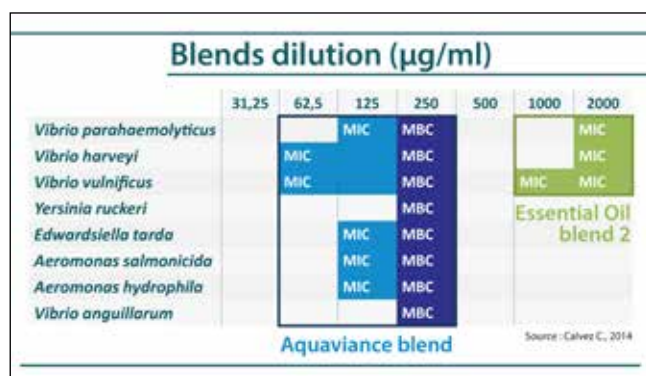 Blends dilution (µg/ml)
31,25 62,5 125 250 500 1000 2000
Vibrio parahaemolyticus MIC MBC MIC
Vibrio harveyi MIC MBC MIC
Vibrio vulnificus MIC MBC MIC MIC
Yersinia ruckeri MBC
Edwardsiella tarda MIC MBC
Aeromonas salmonicida MIC MBC
Aeromonas hydrophila MIC MBC
Vibrio anguillarum MBC
Essential Oil
blend 2
Aquaviance blend
Source : Calvez C., 2014